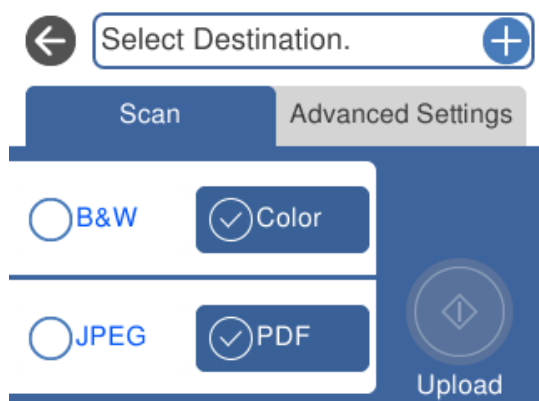 Select Destination.
Scan
Advanced Settings
B&W
Color
JPEG
PDF
Upload